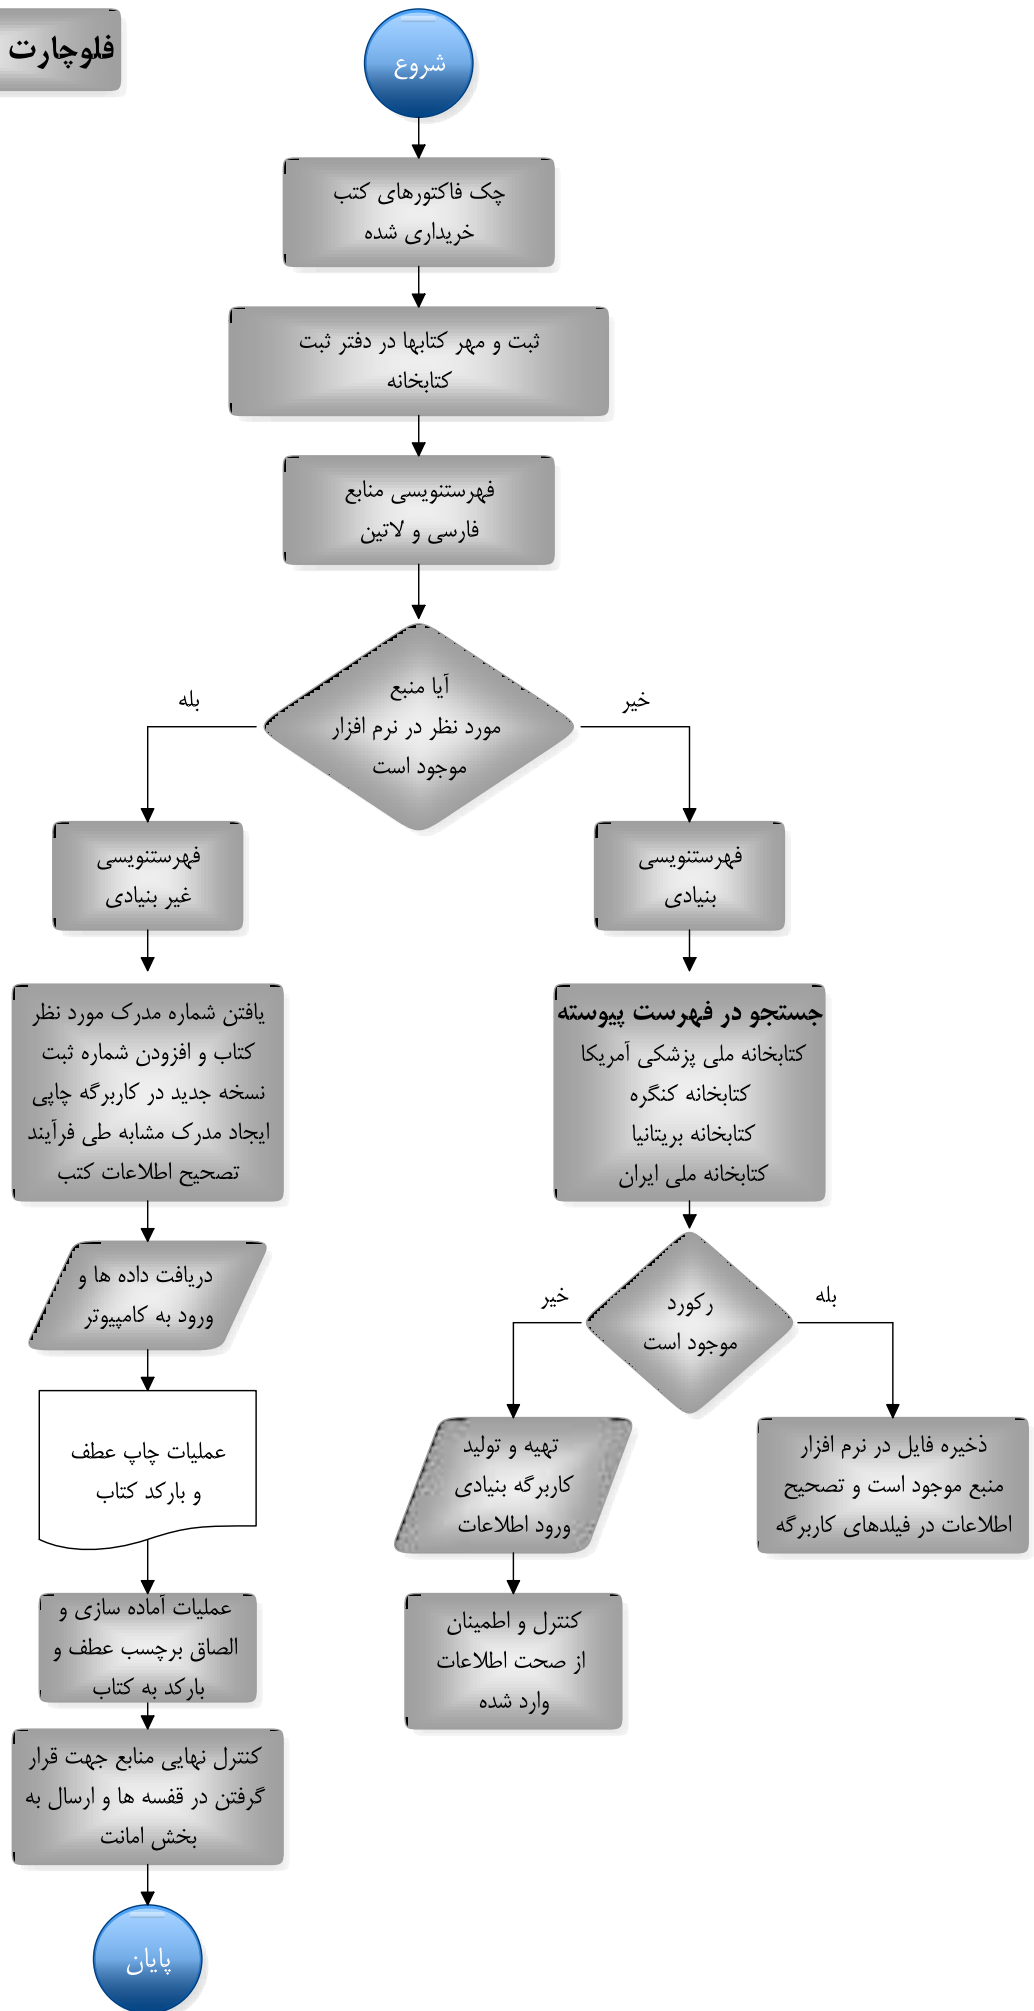 فلوچارت
شروع
چک فاکتورهای کتب
خریداری شده
ثبت و مهر کتابها در دفتر ثبت
کتابخانه
فهرستنویسی منابع
فارسی و لاتین
آیا منبع
مورد نظر در نرم افزار
موجود است
خیر
بله
فهرستنویسی
بنیادی
فهرستنویسی
غیر بنیادی
جستجو در فهرست پیوسته
کتابخانه ملی پزشکی آمریکا
کتابخانه کنگره
کتابخانه بریتانیا
کتابخانه ملی ایران
یافتن شماره مدرک مورد نظر
کتاب و افزودن شماره ثبت
نسخه جدید در کاربرگه چاپی
ایجاد مدرک مشابه طی فرآیند
تصحیح اطلاعات کتب
رکورد
موجود است
بله
خیر
دریافت داده ها و
ورود به کامپیوتر
ذخیره فایل در نرم افزار
منبع موجود است و تصحیح
اطلاعات در فیلدهای کاربرگه
تهیه و تولید
کاربرگه بنیادی
ورود اطلاعات
عملیات چاپ عطف
و بارکد کتاب
کنترل و اطمینان
از صحت اطلاعات
وارد شده
عملیات آماده سازی و
الصاق برچسب عطف و
بارکد به کتاب
کنترل نهایی منابع جهت قرار
گرفتن در قفسه ها و ارسال به
بخش امانت
پایان